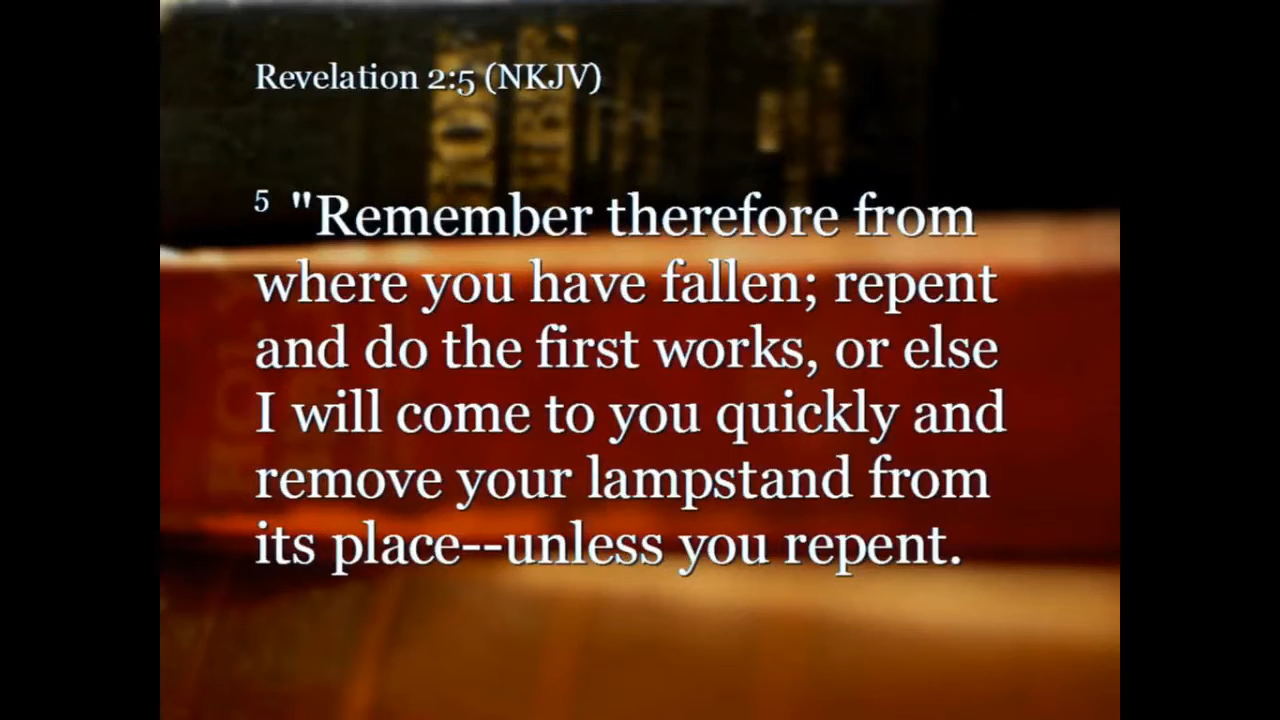 Revelation 2:5 (NKJV)
5 "Remember therefore from
where you have fallen; repent
and do the first works, or else
I will come to you quickly and
remove your lampstand from
its place--unless you repent.